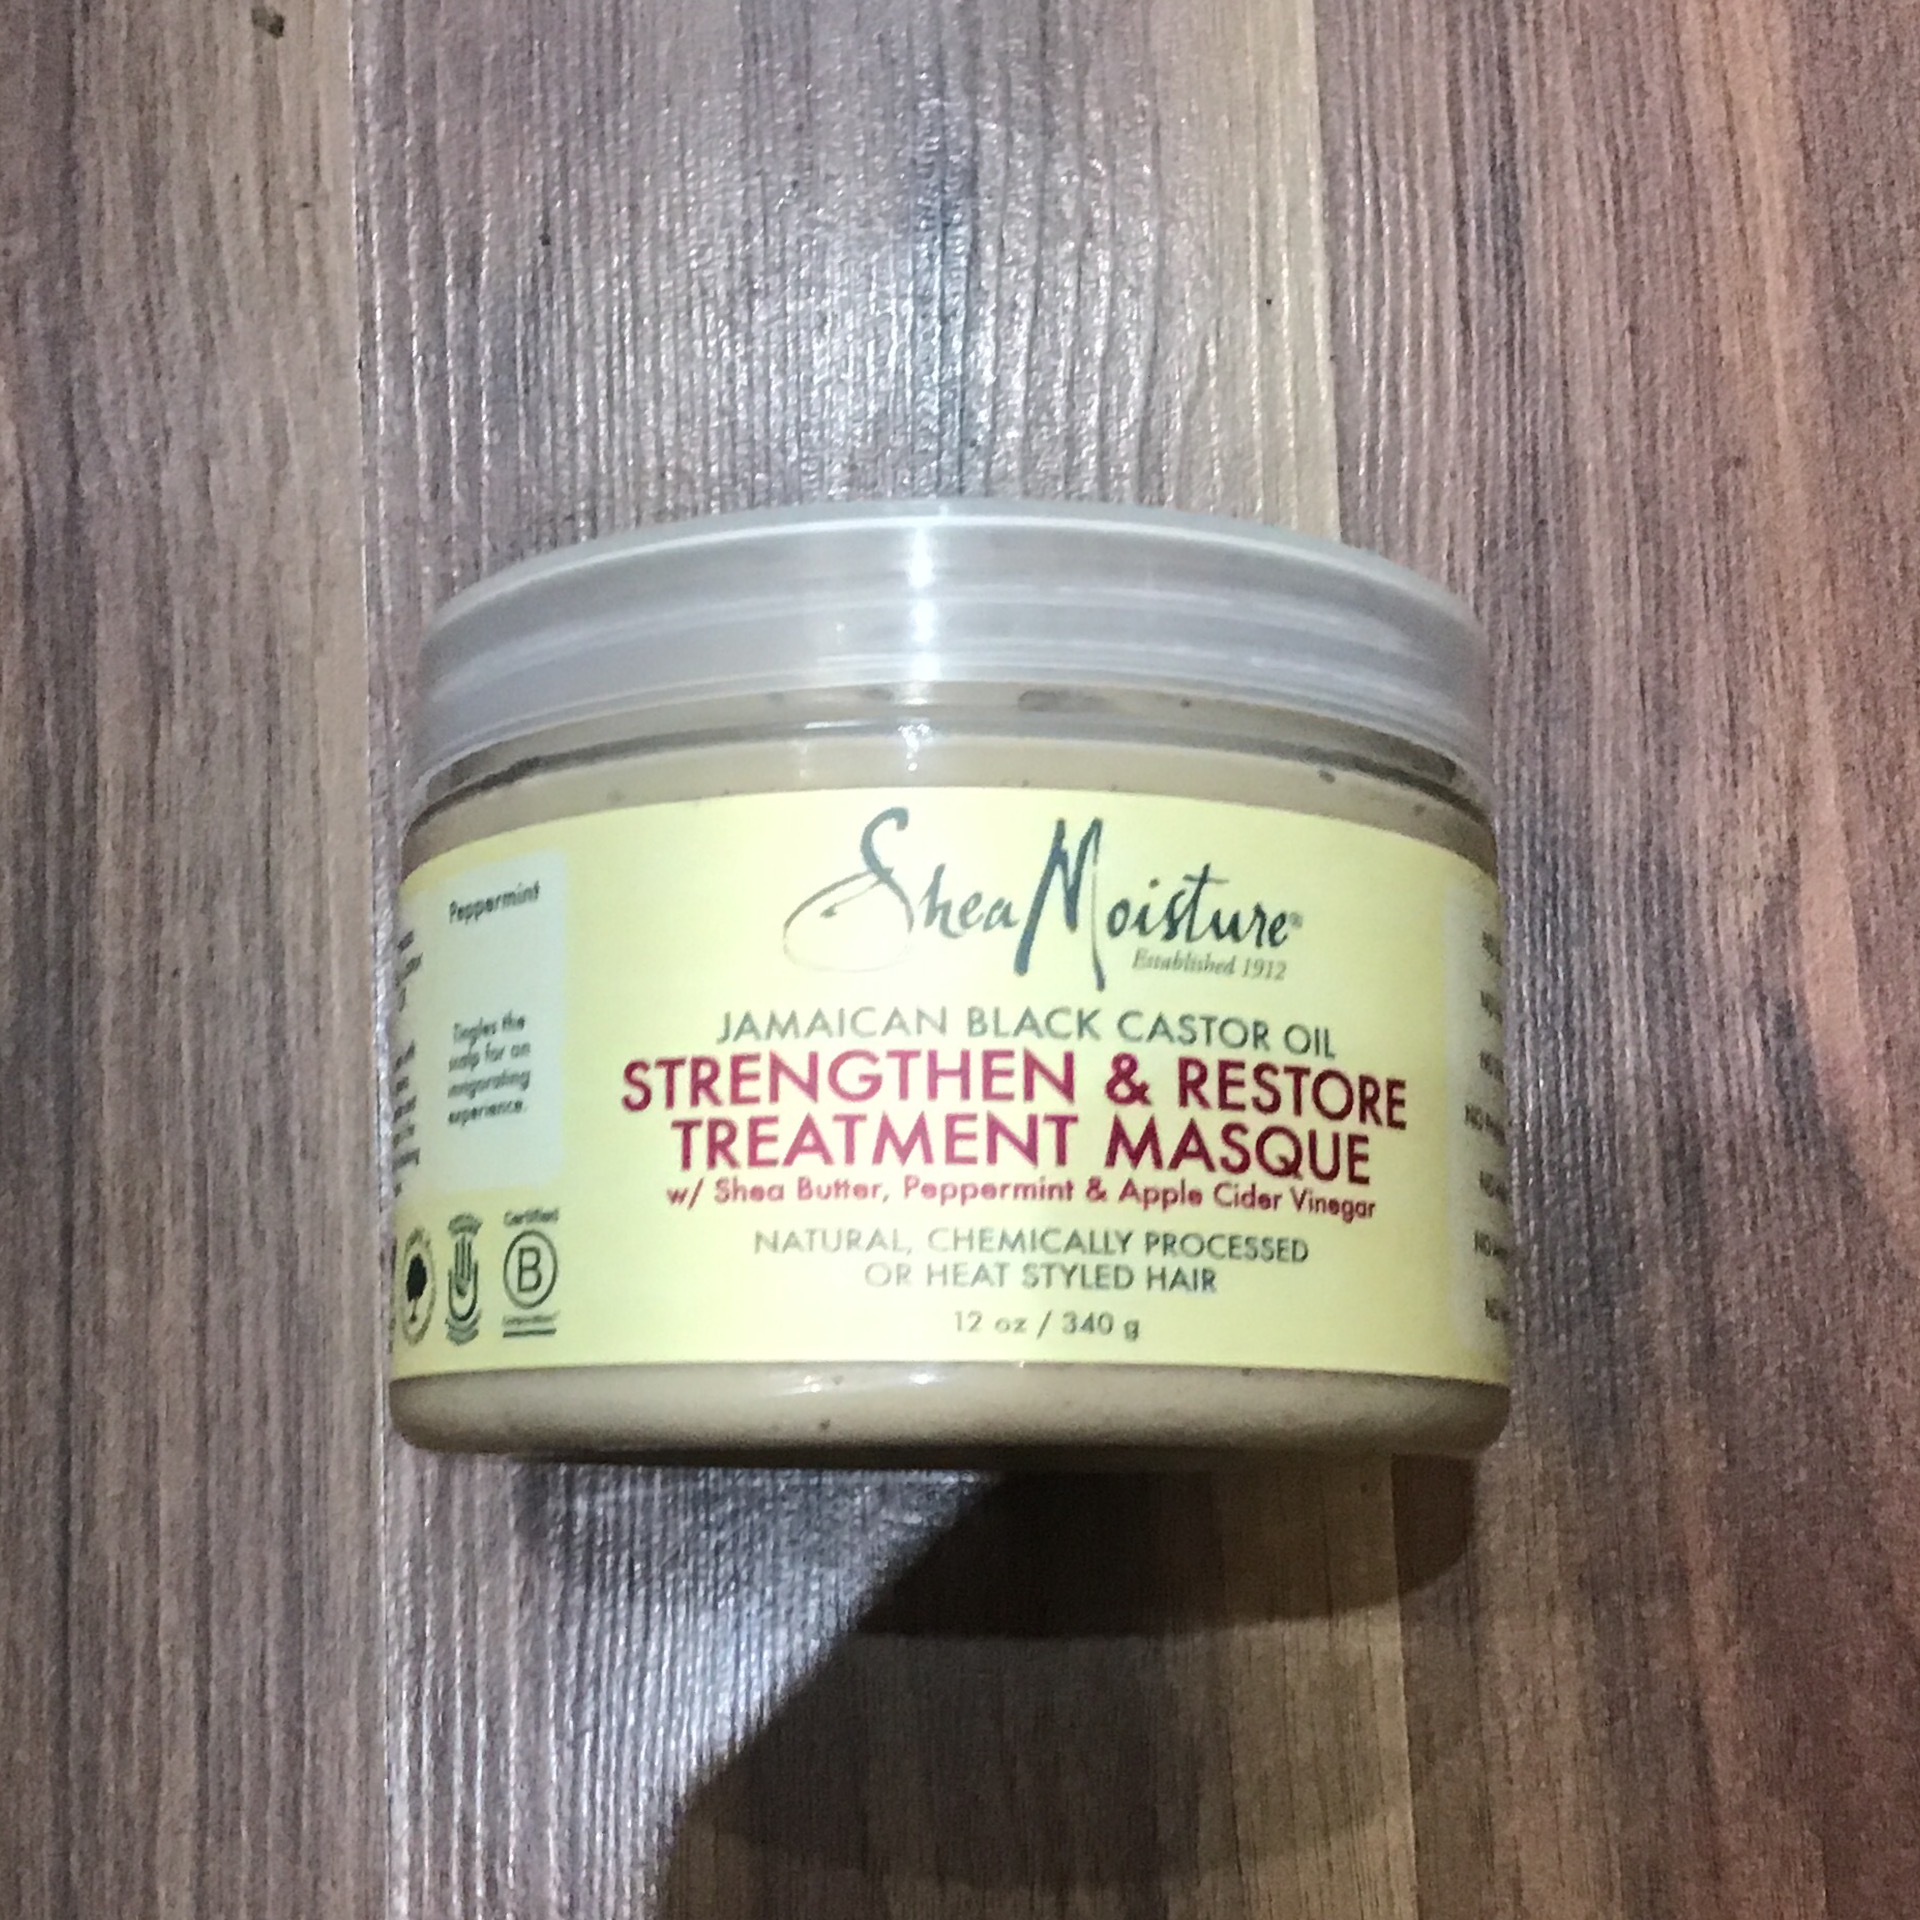 SheaMoisture®
Established 1912
JAMAICAN BLACK CASTOR OIL
STRENGTHEN & RESTORE
TREATMENT MASQUE
w/ Shea Butter, Peppermint & Apple Cider Vinegar
NATURAL, CHEMICALLY PROCESSED
OR HEAT STYLED HAIR
12 oz / 340 g
Peppermint
Tingles the
scalp for an
invigorating
experience.
Certified
B
Corporation